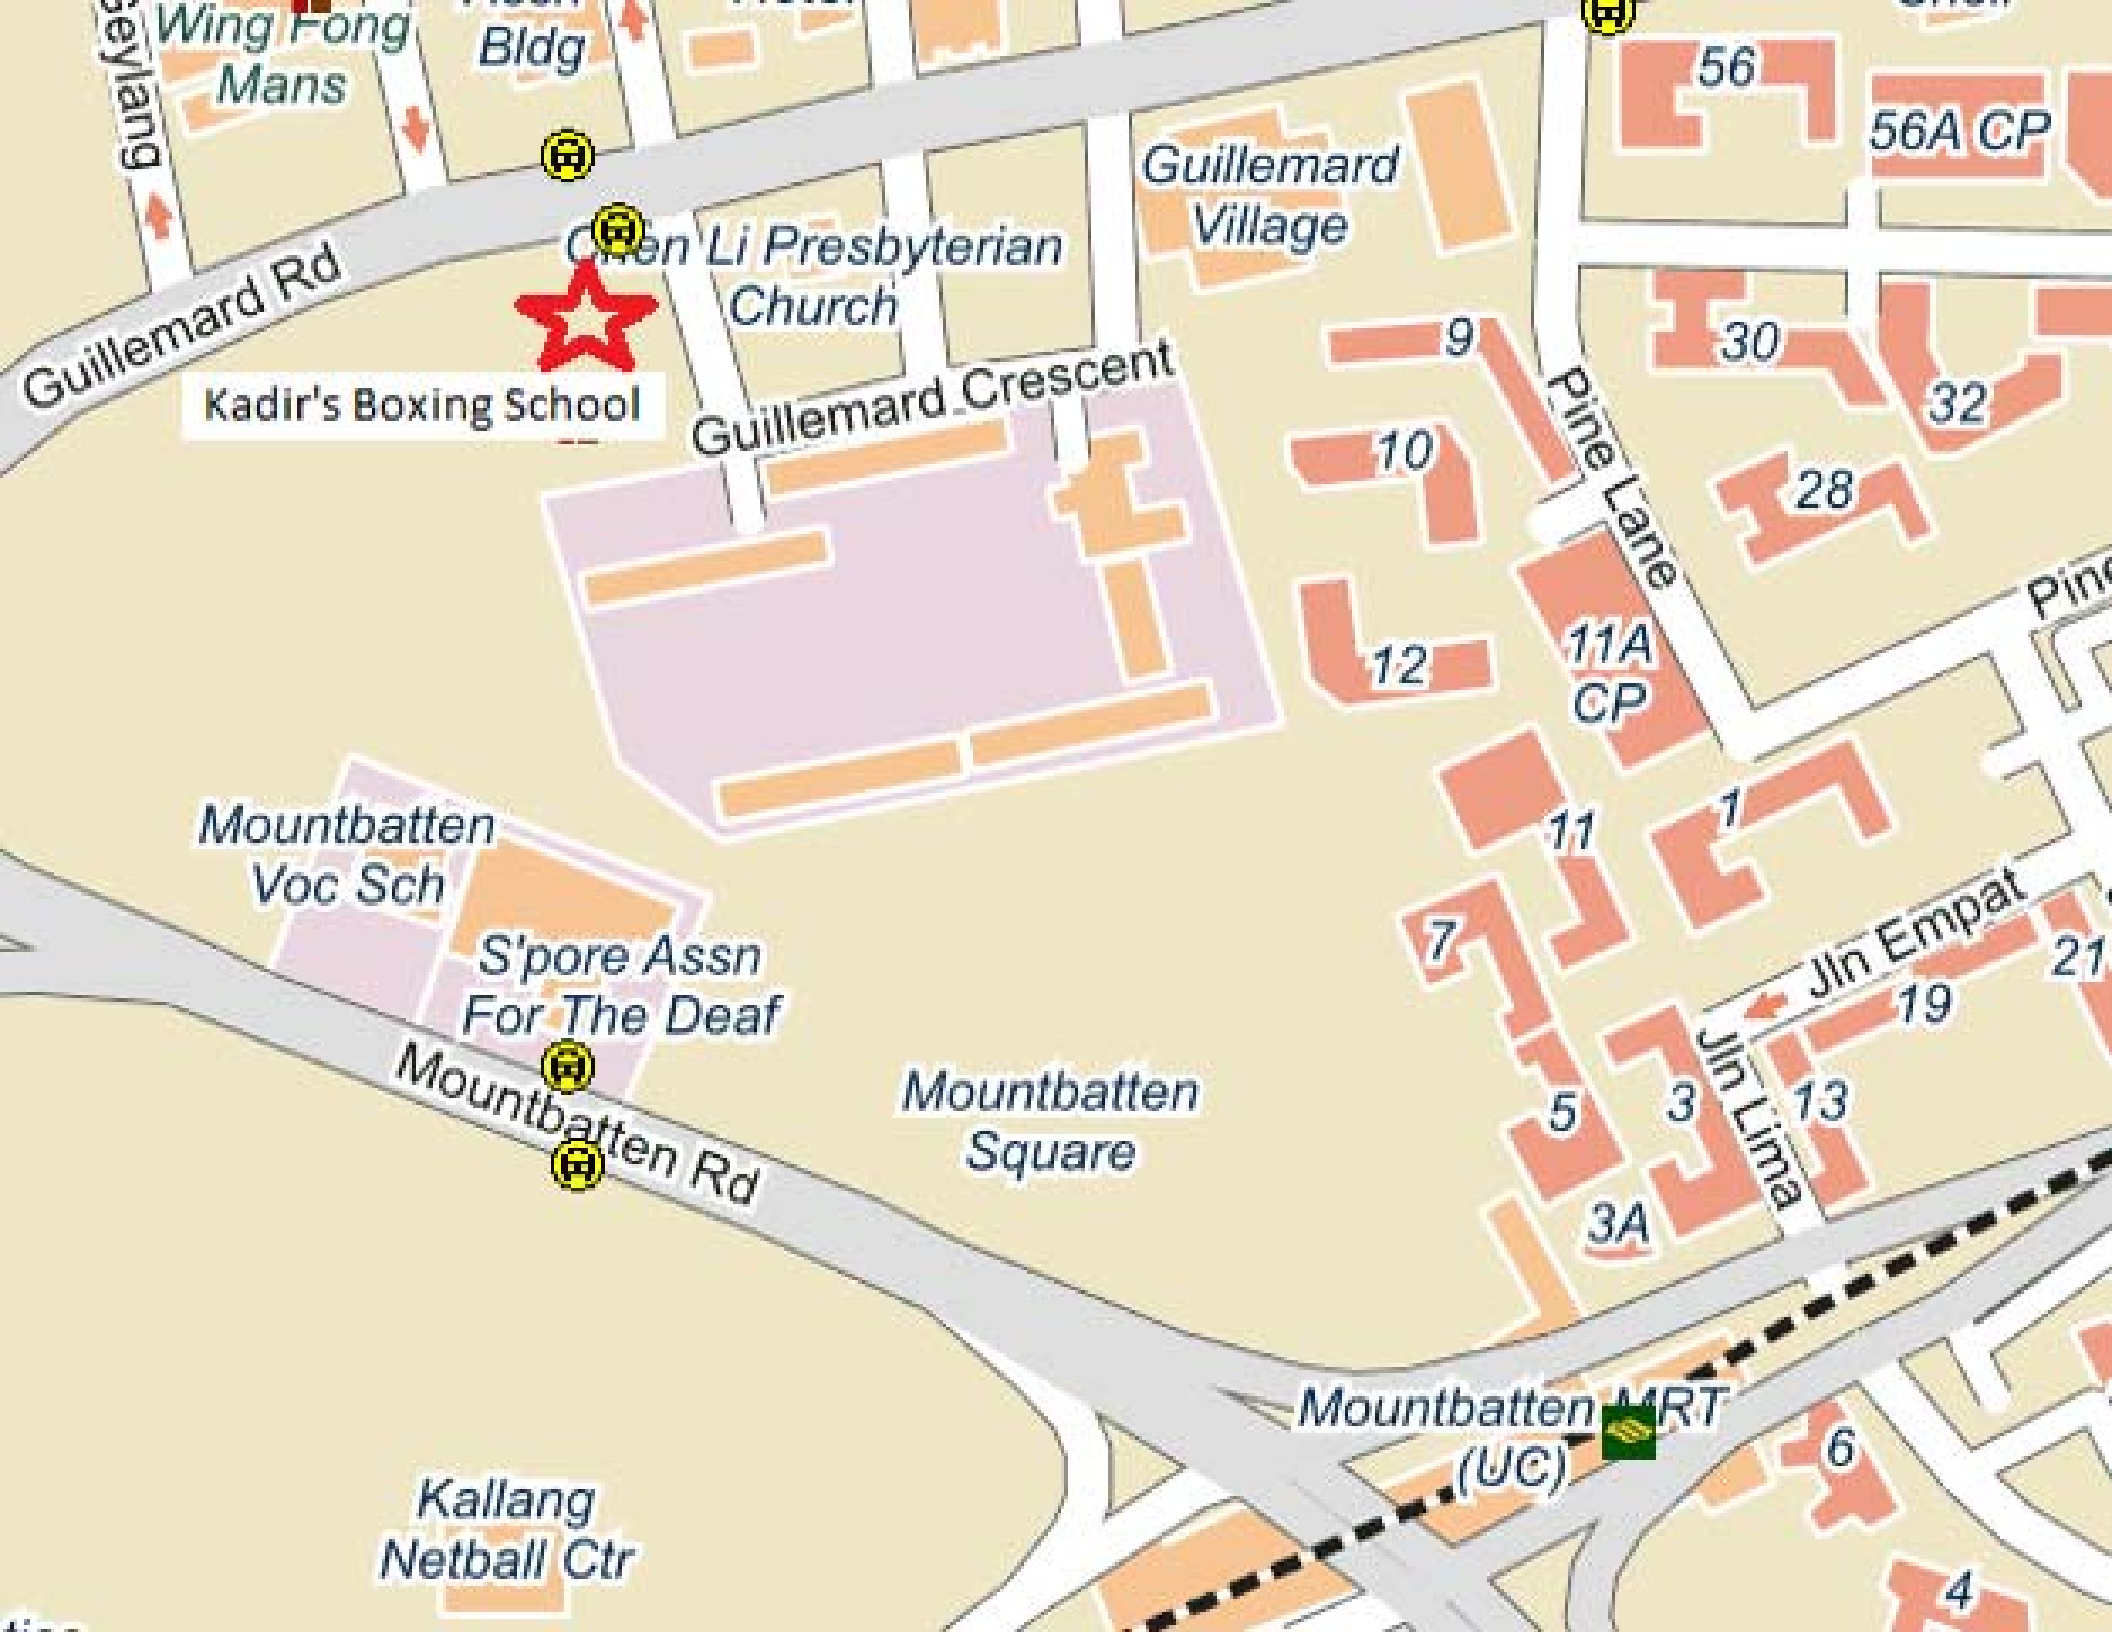 Geylang
Wing Fong
Mans
Bldg
56
56A CP
Guillemard
Village
Chen Li Presbyterian
Church
Guillemard Rd
Kadir's Boxing School
Guillemard Crescent
9
30
32
Pine Lane
10
28
Pine
12
11A
CP
Mountbatten
Voc Sch
11
1
7
Jln Empat
21
19
S'pore Assn
For The Deaf
Mountbatten Rd
Mountbatten
Square
5
3
Jln Lima
13
3A
Mountbatten MRT
(UC)
6
Kallang
Netball Ctr
4